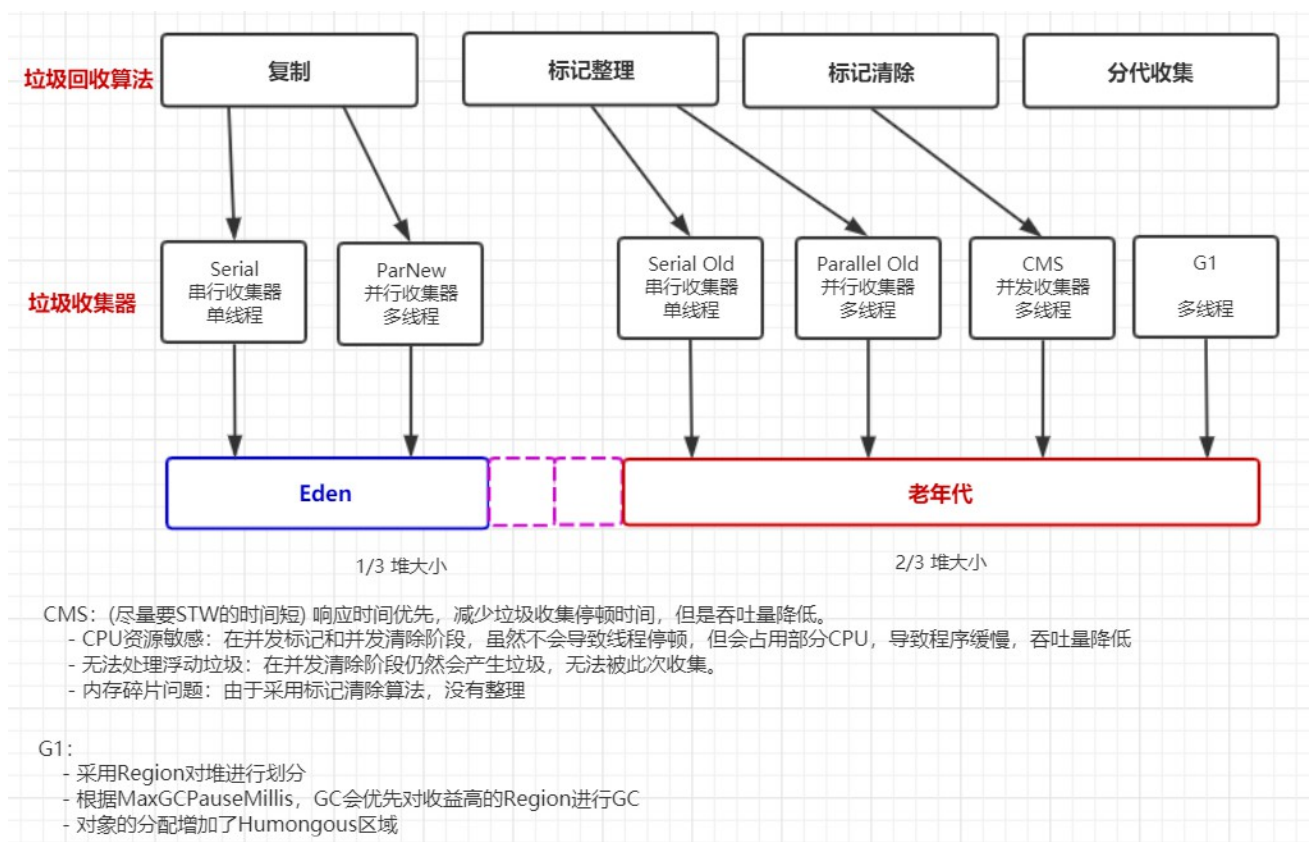 垃圾回收算法
复制
标记整理
标记清除
分代收集
垃圾收集器
Serial
串行收集器
单线程
ParNew
并行收集器
多线程
Serial Old
串行收集器
单线程
Parallel Old
并行收集器
多线程
CMS
并发收集器
多线程
G1
多线程
Eden
老年代
1/3 堆大小
2/3 堆大小
CMS：(尽量要STW的时间短) 响应时间优先，减少垃圾收集停顿时间，但是吞吐量降低。
- CPU资源敏感：在并发标记和并发清除阶段，虽然不会导致线程停顿，但会占用部分CPU，导致程序缓慢，吞吐量降低
- 无法处理浮动垃圾：在并发清除阶段仍然会产生垃圾，无法被此次收集。
- 内存碎片问题：由于采用标记清除算法，没有整理
G1：
- 采用Region对堆进行划分
- 根据MaxGCPauseMillis，GC会优先对收益高的Region进行GC
- 对象的分配增加了Humongous区域